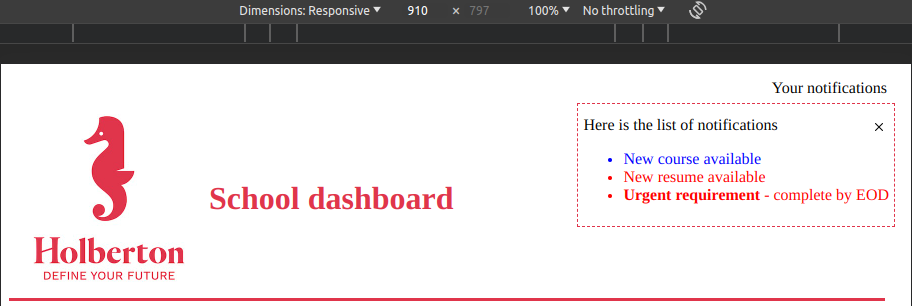 Dimensions: Responsive 910 × 797 100% No throttling
Your notifications
Here is the list of notifications ×
New course available
New resume available
Urgent requirement - complete by EOD
School dashboard
Holberton
DEFINE YOUR FUTURE